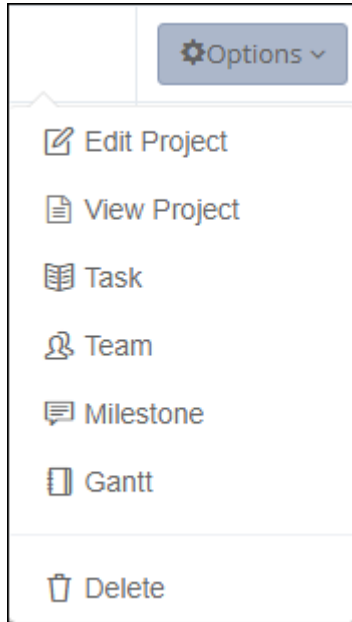 Options
Edit Project
View Project
Task
Team
Milestone
Gantt
Delete